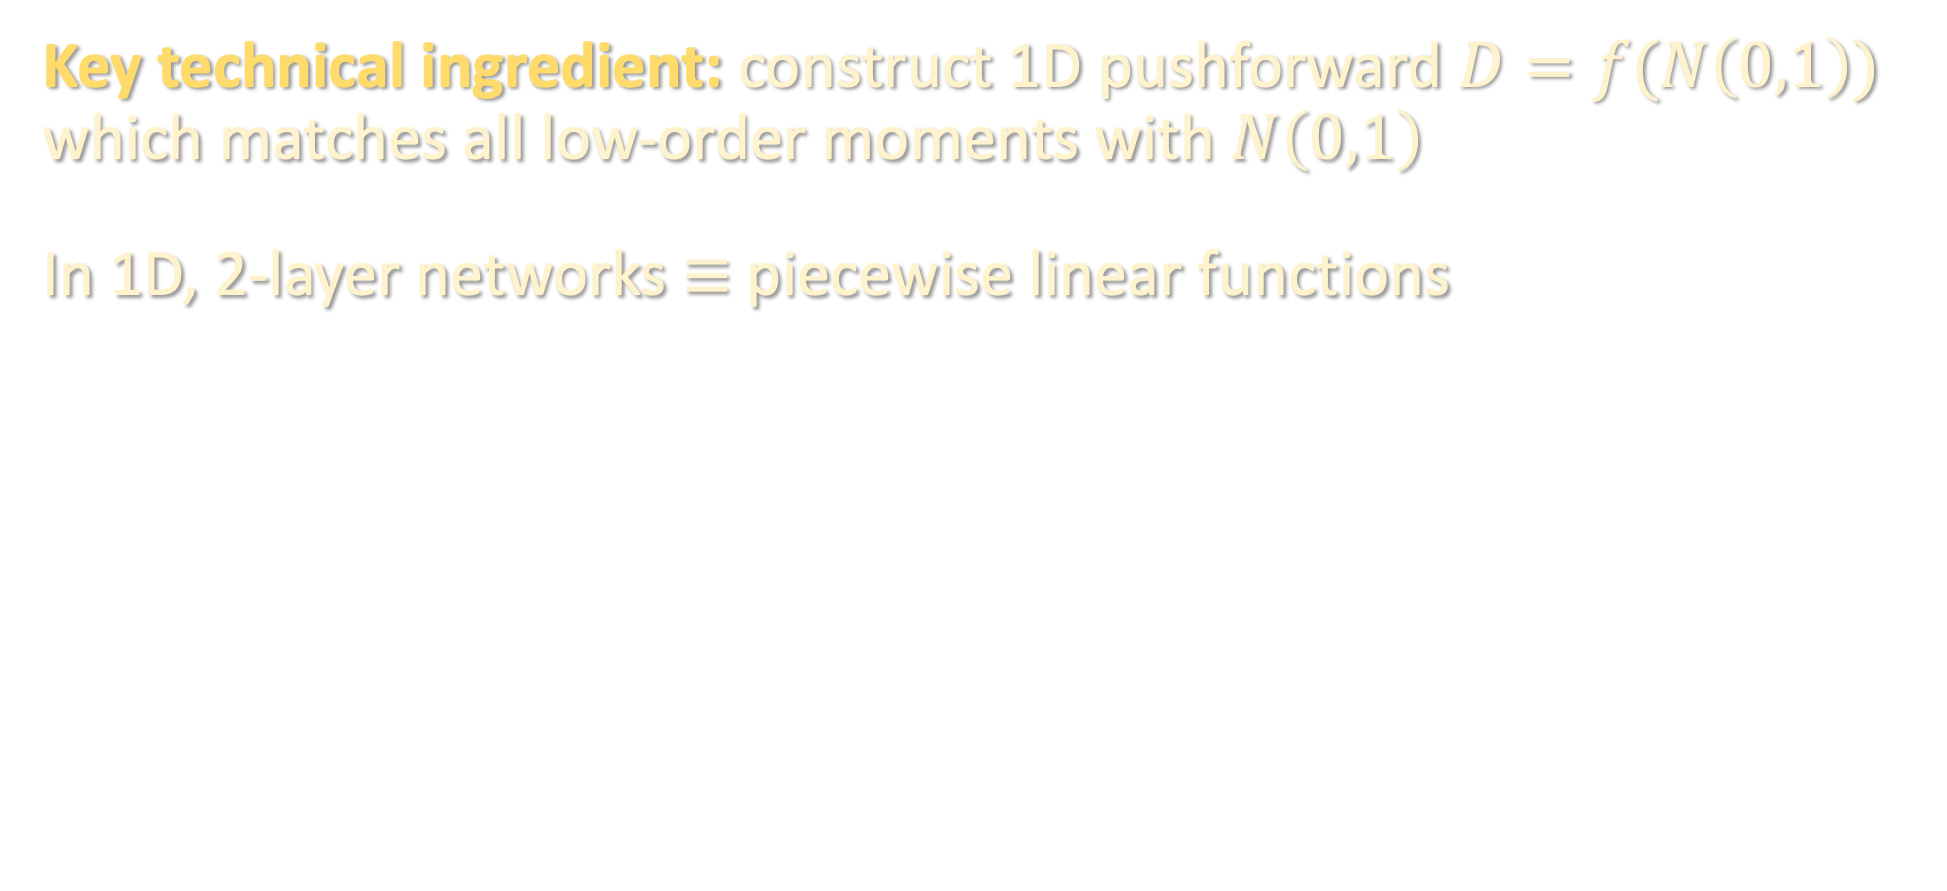 Key technical ingredient: construct 1D pushforward D = f(N(0,1))
which matches all low-order moments with N(0,1)
In 1D, 2-layer networks ≡ piecewise linear functions